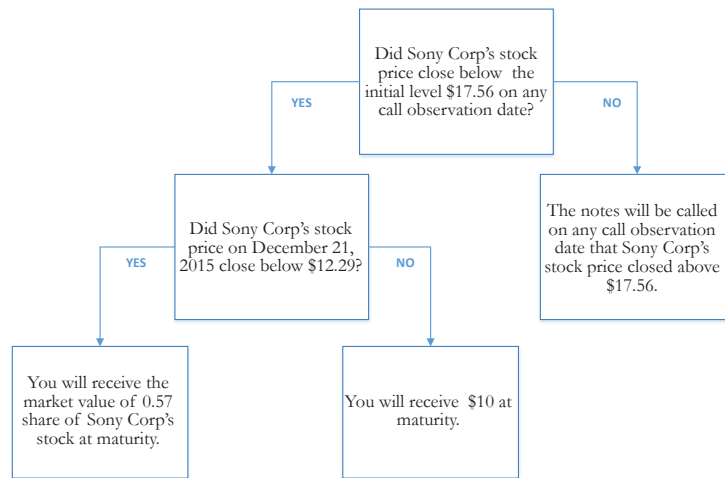 Did Sony Corp's stock
price close below the
initial level $17.56 on any
call observation date?
YES
NO
Did Sony Corp's stock
price on December 21,
2015 close below $12.29?
The notes will be called
on any call observation
date that Sony Corp's
stock price closed above
$17.56.
YES
NO
You will receive the
market value of 0.57
share of Sony Corp's
stock at maturity.
You will receive $10 at
maturity.